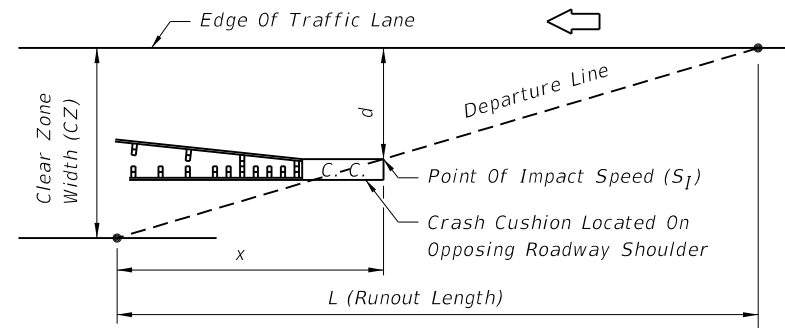 Edge Of Traffic Lane
Clear Zone
Width (CZ)
d
Departure Line
C. C.
Point Of Impact Speed (SI)
Crash Cushion Located On
Opposing Roadway Shoulder
x
L (Runout Length)